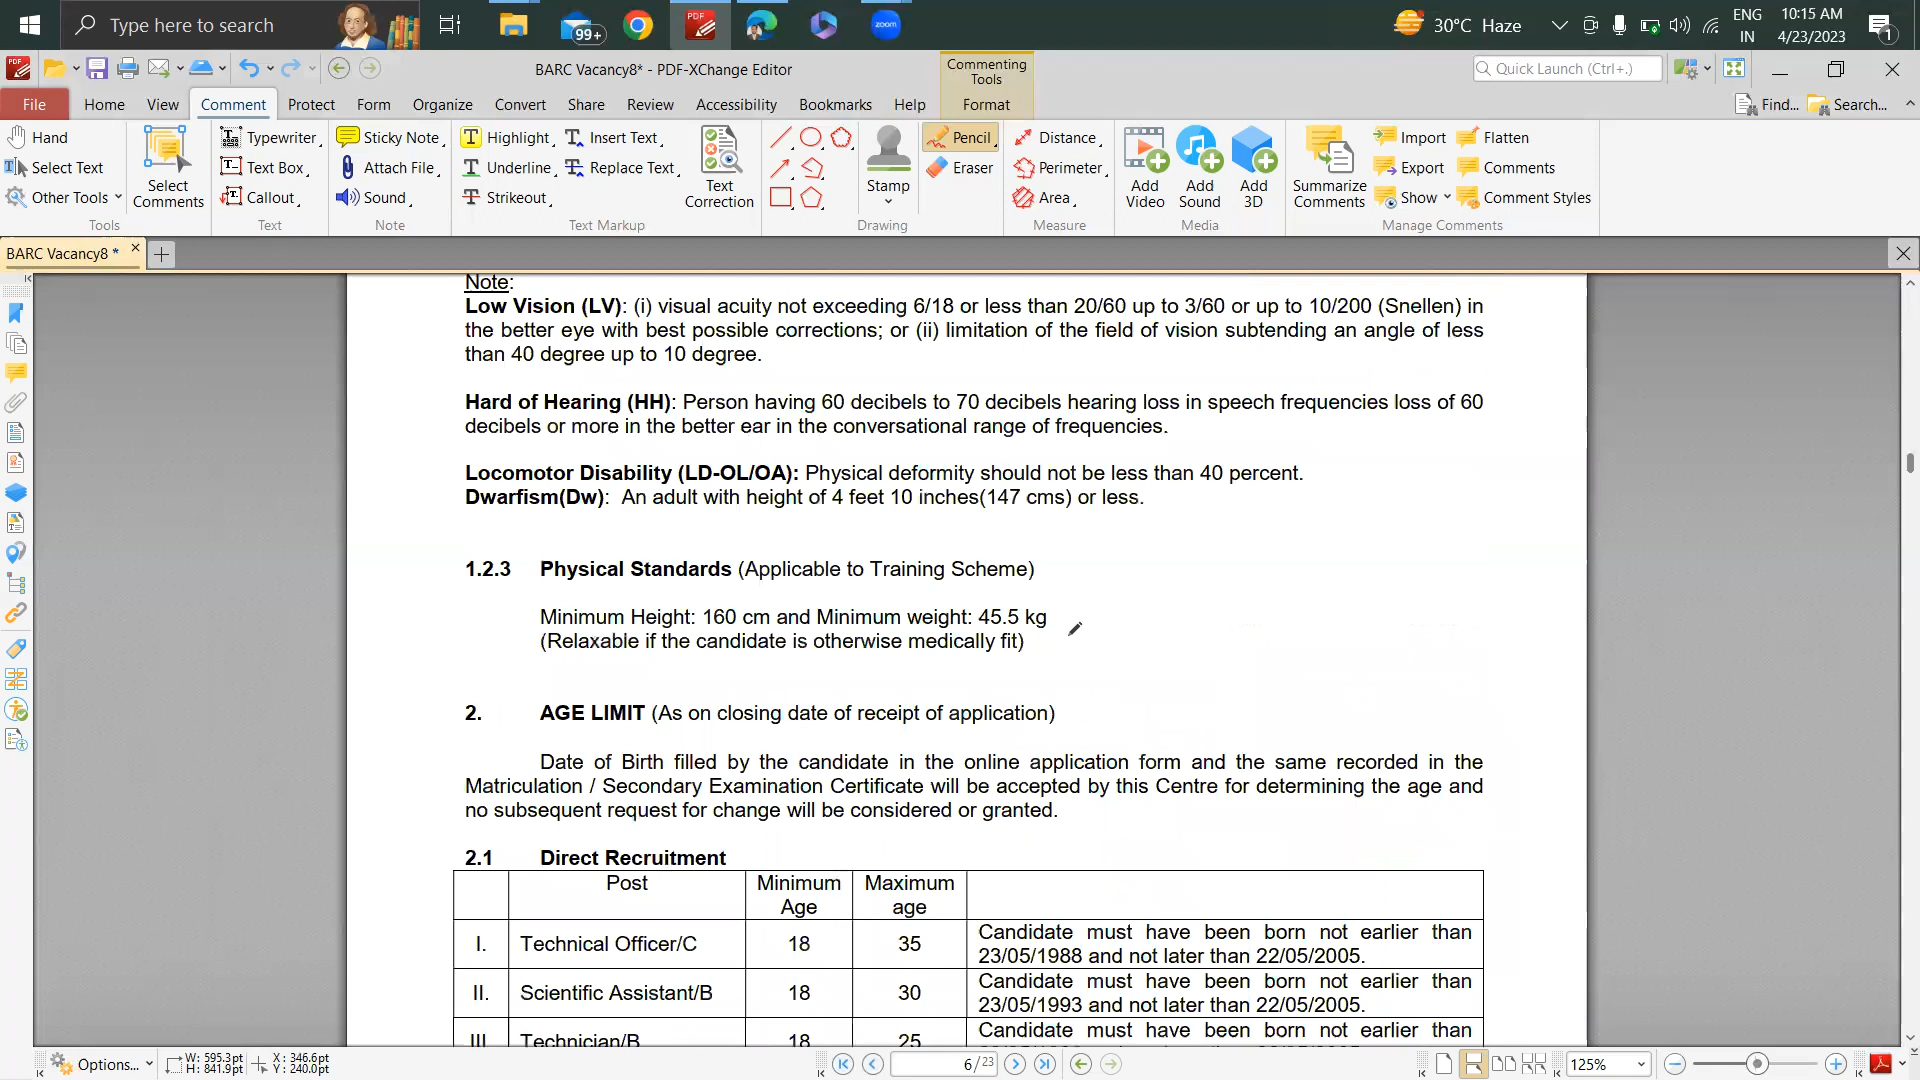 Type here to search
99+
zoom
30°C Haze
ENG
IN
10:15 AM
4/23/2023
1
BARC Vacancy8* - PDF-XChange Editor
Commenting
Tools
Quick Launch (Ctrl+.)
File
Home
View
Comment
Protect
Form
Organize
Convert
Share
Review
Accessibility
Bookmarks
Help
Format
Find...
Search...
Hand
Select Text
Other Tools
Tools
Select
Comments
Typewriter
Text Box
Callout
Text
Sticky Note
Attach File
Sound
Note
Highlight
Underline
Strikeout
Insert Text
Replace Text
Text
Correction
Text Markup
Stamp
Pencil
Eraser
Drawing
Distance
Perimeter
Area
Measure
Add
Video
Add
Sound
Add
3D
Media
Summarize
Comments
Import
Export
Show
Flatten
Comments
Comment Styles
Manage Comments
BARC Vacancy8 *
Note:
Low Vision (LV): (i) visual acuity not exceeding 6/18 or less than 20/60 up to 3/60 or up to 10/200 (Snellen) in
the better eye with best possible corrections; or (ii) limitation of the field of vision subtending an angle of less
than 40 degree up to 10 degree.
Hard of Hearing (HH): Person having 60 decibels to 70 decibels hearing loss in speech frequencies loss of 60
decibels or more in the better ear in the conversational range of frequencies.
Locomotor Disability (LD-OL/OA): Physical deformity should not be less than 40 percent.
Dwarfism(Dw): An adult with height of 4 feet 10 inches(147 cms) or less.
1.2.3 Physical Standards (Applicable to Training Scheme)
Minimum Height: 160 cm and Minimum weight: 45.5 kg
(Relaxable if the candidate is otherwise medically fit)
2. AGE LIMIT (As on closing date of receipt of application)
Date of Birth filled by the candidate in the online application form and the same recorded in the
Matriculation / Secondary Examination Certificate will be accepted by this Centre for determining the age and
no subsequent request for change will be considered or granted.
2.1 Direct Recruitment
Post
Minimum
Age
Maximum
age
I. Technical Officer/C 18 35
Candidate must have been born not earlier than
23/05/1988 and not later than 22/05/2005.
II. Scientific Assistant/B 18 30
Candidate must have been born not earlier than
23/05/1993 and not later than 22/05/2005.
III. Technician/B 18 25
Candidate must have been born not earlier than
Options...
W: 595.3pt
H: 841.9pt
X: 346.6pt
Y: 240.0pt
6/23
125%